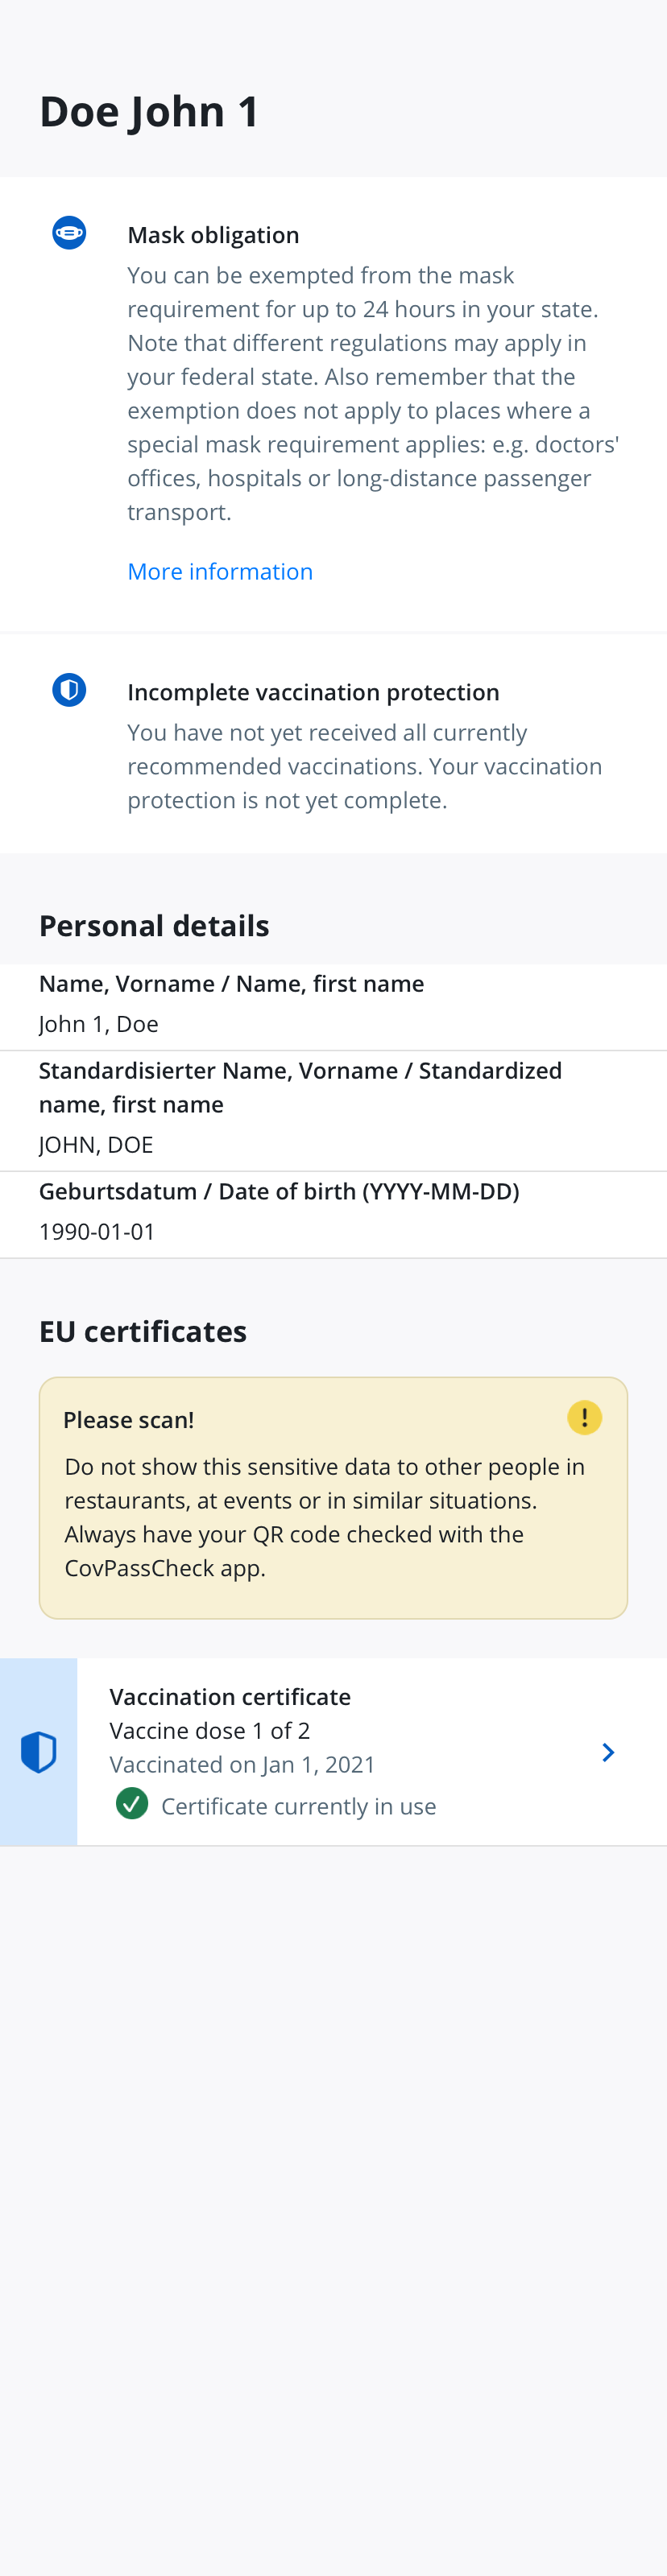 Doe John 1
Mask obligation
You can be exempted from the mask
requirement for up to 24 hours in your state.
Note that different regulations may apply in
your federal state. Also remember that the
exemption does not apply to places where a
special mask requirement applies: e.g. doctors'
offices, hospitals or long-distance passenger
transport.
More information
Incomplete vaccination protection
You have not yet received all currently
recommended vaccinations. Your vaccination
protection is not yet complete.
Personal details
Name, Vorname / Name, first name
John 1, Doe
Standardisierter Name, Vorname / Standardized
name, first name
JOHN, DOE
Geburtsdatum / Date of birth (YYYY-MM-DD)
1990-01-01
EU certificates
Please scan!
Do not show this sensitive data to other people in
restaurants, at events or in similar situations.
Always have your QR code checked with the
CovPassCheck app.
Vaccination certificate
Vaccine dose 1 of 2
Vaccinated on Jan 1, 2021
Certificate currently in use